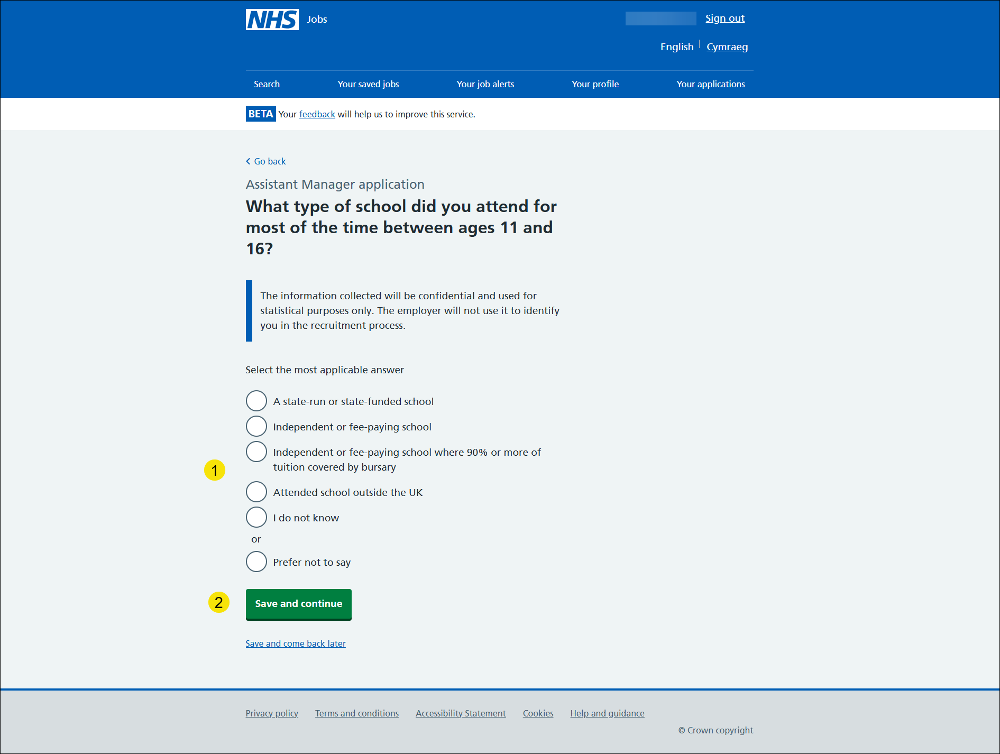 NHS Jobs
Sign out
English Cymraeg
Search Your saved jobs Your job alerts Your profile Your applications
BETA Your feedback will help us to improve this service.
Go back
Assistant Manager application
What type of school did you attend for
most of the time between ages 11 and
16?
The information collected will be confidential and used for
statistical purposes only. The employer will not use it to identify
you in the recruitment process.
Select the most applicable answer
A state-run or state-funded school
Independent or fee-paying school
Independent or fee-paying school where 90% or more of
tuition covered by bursary
1
Attended school outside the UK
I do not know
or
Prefer not to say
2 Save and continue
Save and come back later
Privacy policy Terms and conditions Accessibility Statement Cookies Help and guidance
© Crown copyright